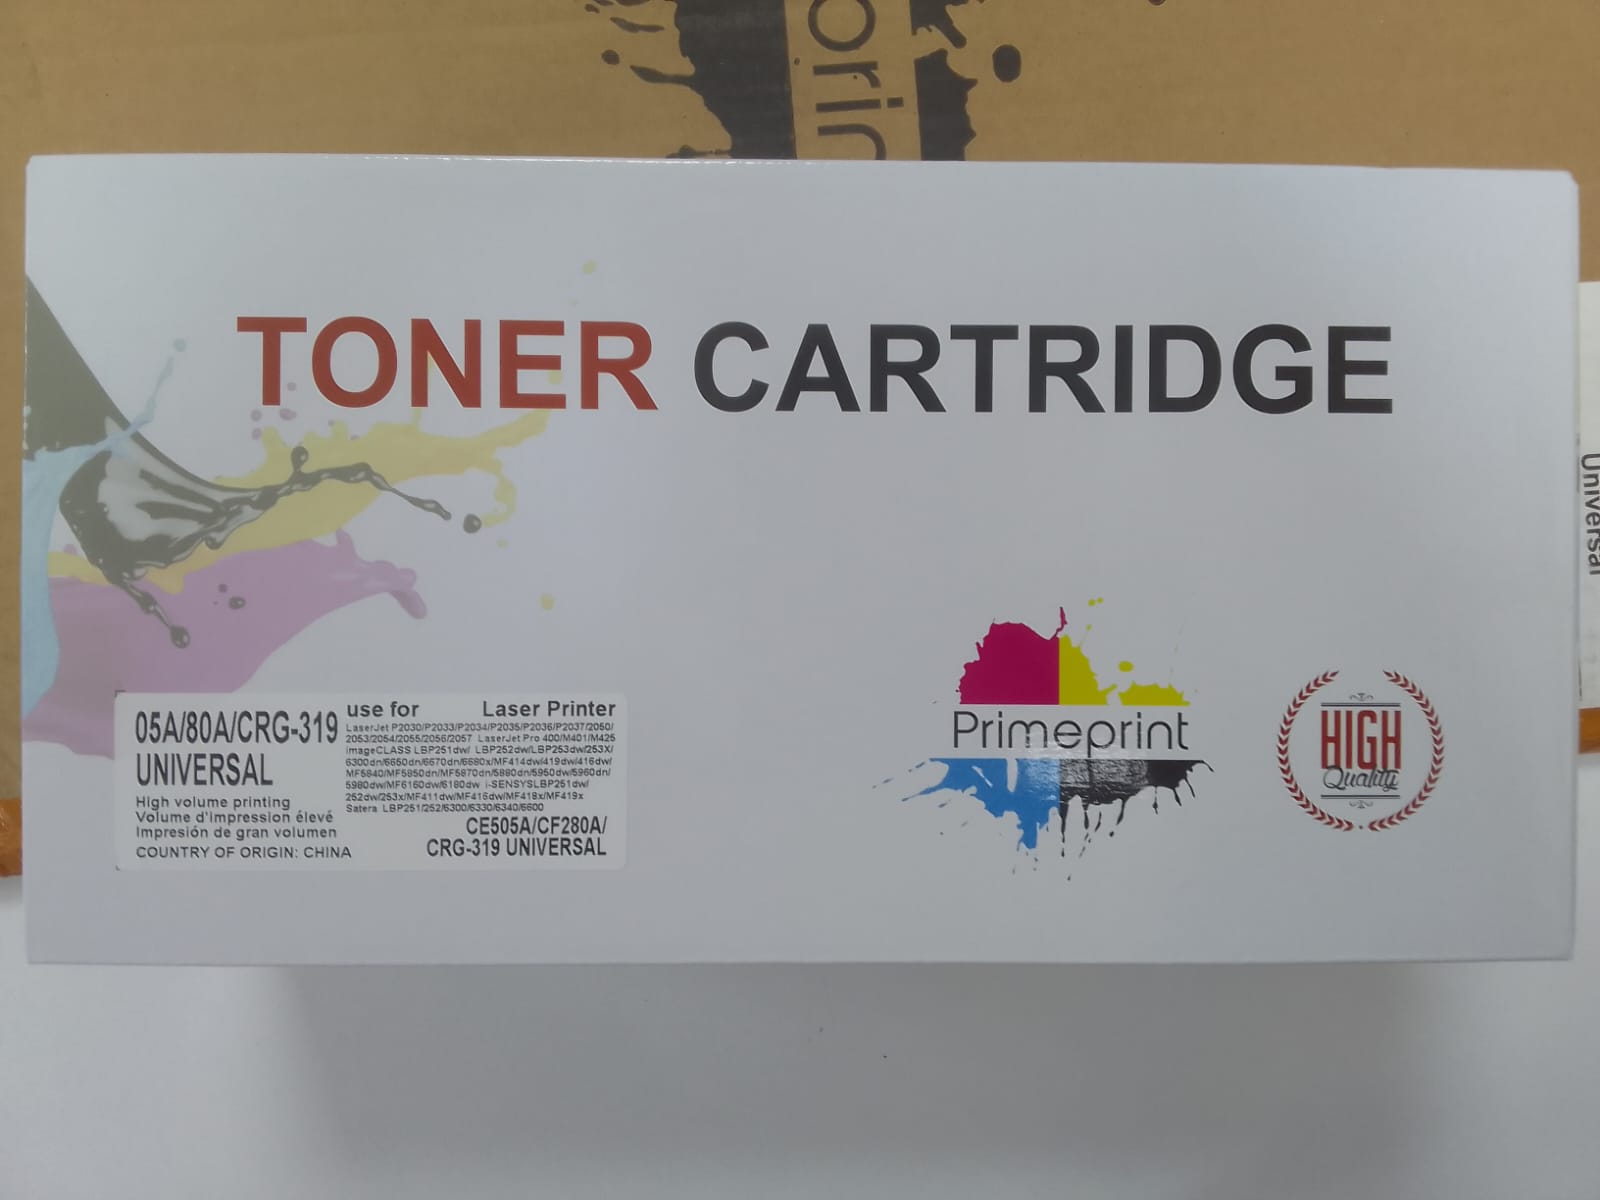 orin
TONER CARTRIDGE
Universal
05A/80A/CRG-319
UNIVERSAL
High volume printing
Volume d'impression élevé
Impresión de gran volumen
COUNTRY OF ORIGIN: CHINA
use for Laser Printer
LaserJet P2030/P2033/P2034/P2035/P2036/P2037/2050/
2053/2054/2055/2056/2057 LaserJet Pro 400/M401/M425
imageCLASS LBP251dw/ LBP252dw/LBP253dw/253X/
6300dn/6650dn/6670dn/6680x/MF414dw/419dw/416dw/
MF5840/MF5850dn/MF5870dn/5880dn/5950dw/5960dn/
5980dw/MF6160dw/6180dw i-SENSYSLBP251dw/
252dw/253x/MF411dw/MF416dw/MF418x/MF419x
Satera LBP251/252/6300/6330/6340/6600
CE505A/CF280A/
CRG-319 UNIVERSAL
Primeprint
HIGH
Quality